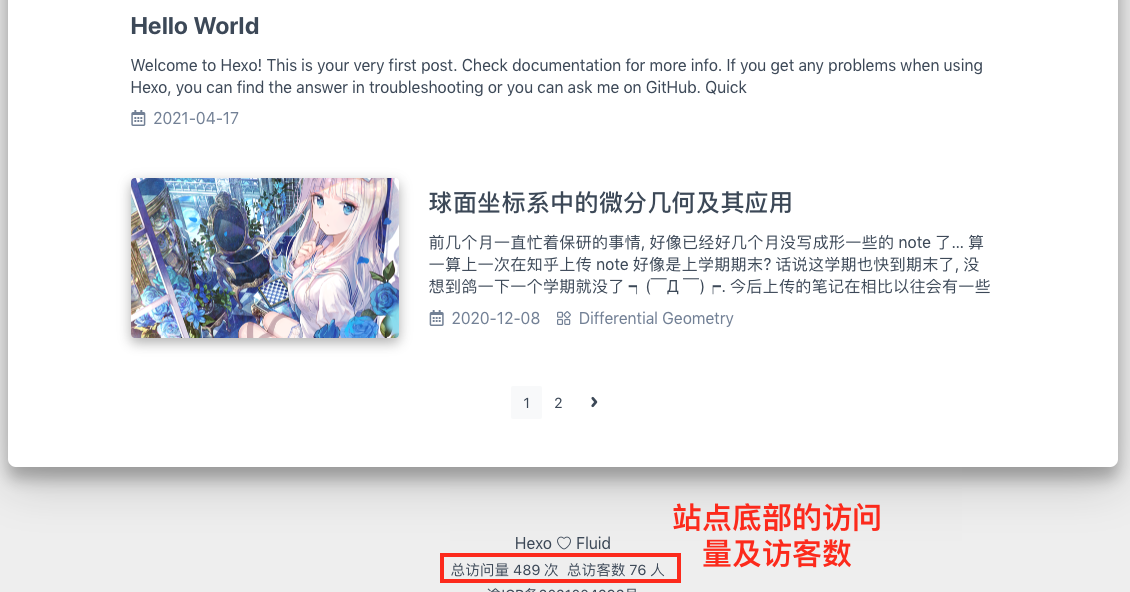 Hello World
Welcome to Hexo! This is your very first post. Check documentation for more info. If you get any problems when using
Hexo, you can find the answer in troubleshooting or you can ask me on GitHub. Quick
2021-04-17
球面坐标系中的微分几何及其应用
前几个月一直忙着保研的事情, 好像已经好几个月没写成形一些的 note 了... 算
一算上一次在知乎上传 note 好像是上学期期末? 话说这学期也快到期末了, 没
想到鸽一下一个学期就没了┑(￣Д ￣)┍. 今后上传的笔记在相比以往会有一些
2020-12-08 Differential Geometry
1 2 ›
站点底部的访问
量及访客数
Hexo ♡ Fluid
总访问量 489 次 总访客数 76 人